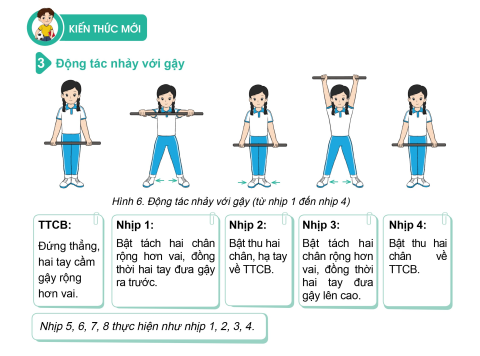 KIẾN THỨC MỚI
3 Động tác nhảy với gậy
Hình 6. Động tác nhảy với gậy (từ nhịp 1 đến nhịp 4)
TTCB:
Đứng thẳng,
hai tay cầm
gậy rộng
hơn vai.
Nhịp 1:
Bật tách hai chân
rộng hơn vai, đồng
thời hai tay đưa gậy
ra trước.
Nhịp 2:
Bật thu hai
chân, hạ tay
về TTCB.
Nhịp 3:
Bật tách hai
chân rộng hơn
vai, đồng thời
hai tay đưa
gậy lên cao.
Nhịp 4:
Bật thu hai
chân về
TTCB.
Nhịp 5, 6, 7, 8 thực hiện như nhịp 1, 2, 3, 4.